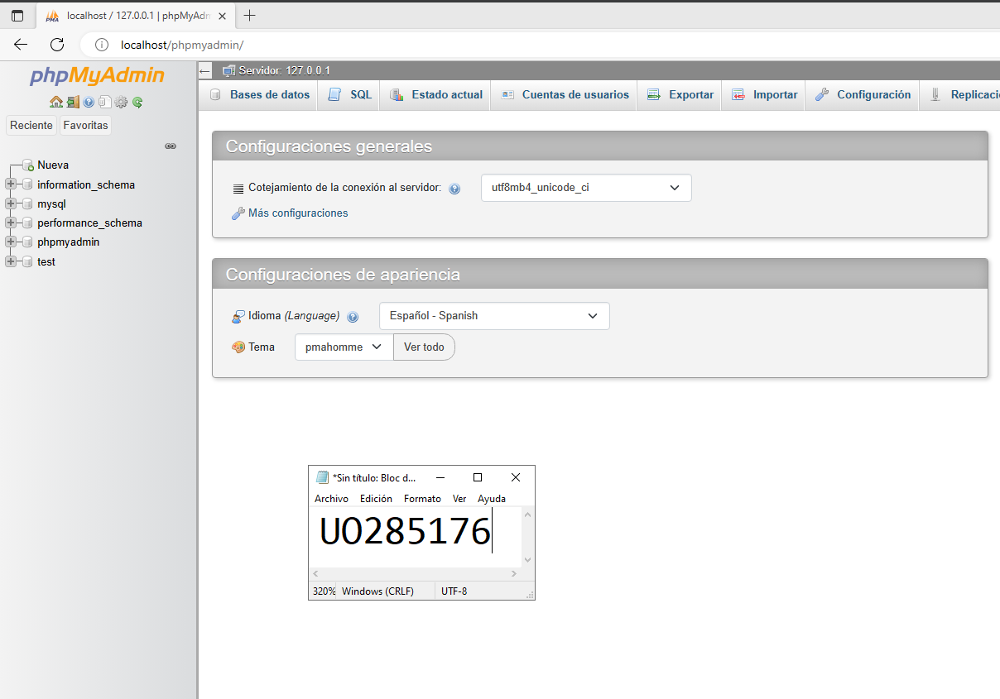 localhost / 127.0.0.1 | phpMyAdn
localhost/phpmyadmin/
phpMyAdmin
Reciente Favoritas
Nueva
information_schema
mysql
performance_schema
phpmyadmin
test
Servidor: 127.0.0.1
Bases de datos SQL Estado actual Cuentas de usuarios Exportar Importar Configuración Replicaci
Configuraciones generales
Cotejamiento de la conexión al servidor: utf8mb4_unicode_ci
Más configuraciones
Configuraciones de apariencia
Idioma (Language) Español - Spanish
Tema pmahomme Ver todo
*Sin título: Bloc d...
Archivo Edición Formato Ver Ayuda
UO285176
320% Windows (CRLF) UTF-8